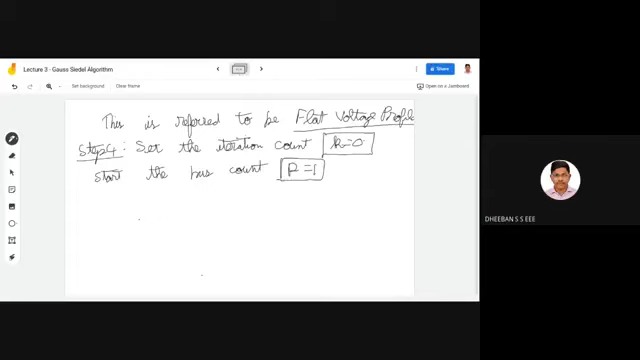 Lecture 3 - Gauss Siedel Algorithm
Share
Set background
Clear frame
Open on a Jamboard
This is referred to be Flat Voltage Profile
Step 4: Set the iteration count k=0
start the bus count P=1
DHEEBAN S S EEE